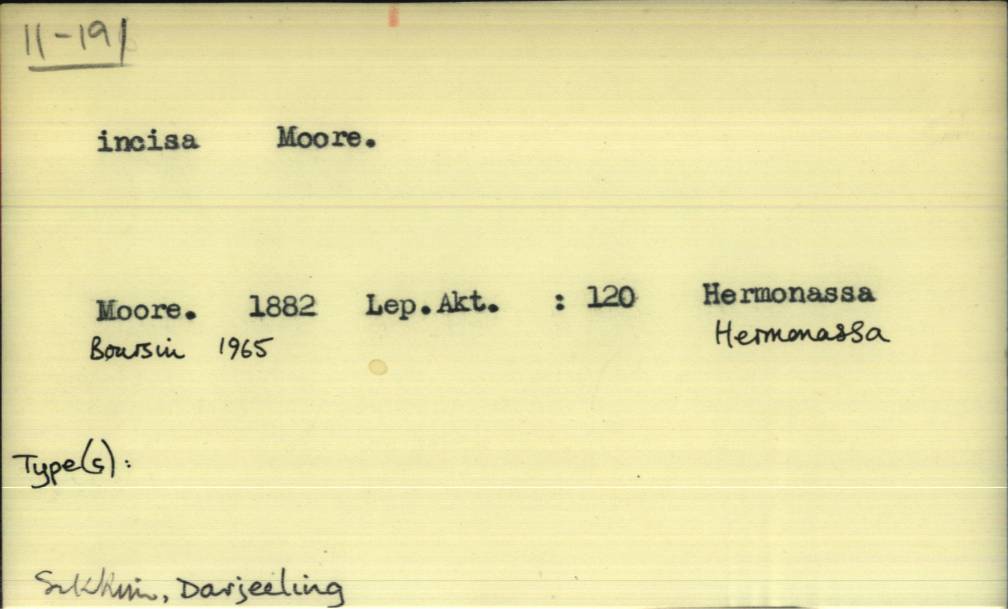 11-191
incisa Moore.
Moore. 1882 Lep.Akt. : 120 Hermonassa
Boursin 1965 Hermonassa
Type(s):
Sikkim, Darjeeling